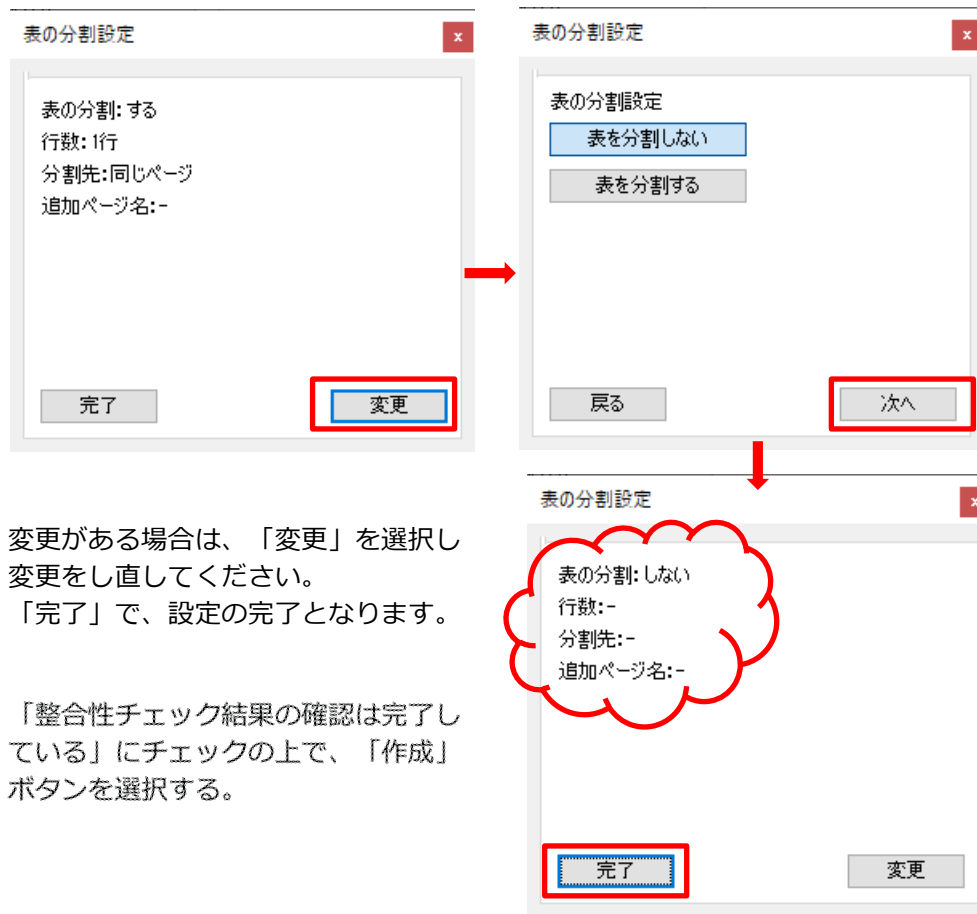 表の分割設定
x
表の分割: する
行数: 1行
分割先:同じページ
追加ページ名:-
完了
変更
表の分割設定
x
表の分割設定
表を分割しない
表を分割する
戻る
次へ
変更がある場合は、「変更」を選択し
変更をし直してください。
「完了」で、設定の完了となります。
「整合性チェック結果の確認は完了し
ている」にチェックの上で、「作成」
ボタンを選択する。
表の分割設定
x
表の分割: しない
行数:-
分割先:-
追加ページ名:-
完了
変更